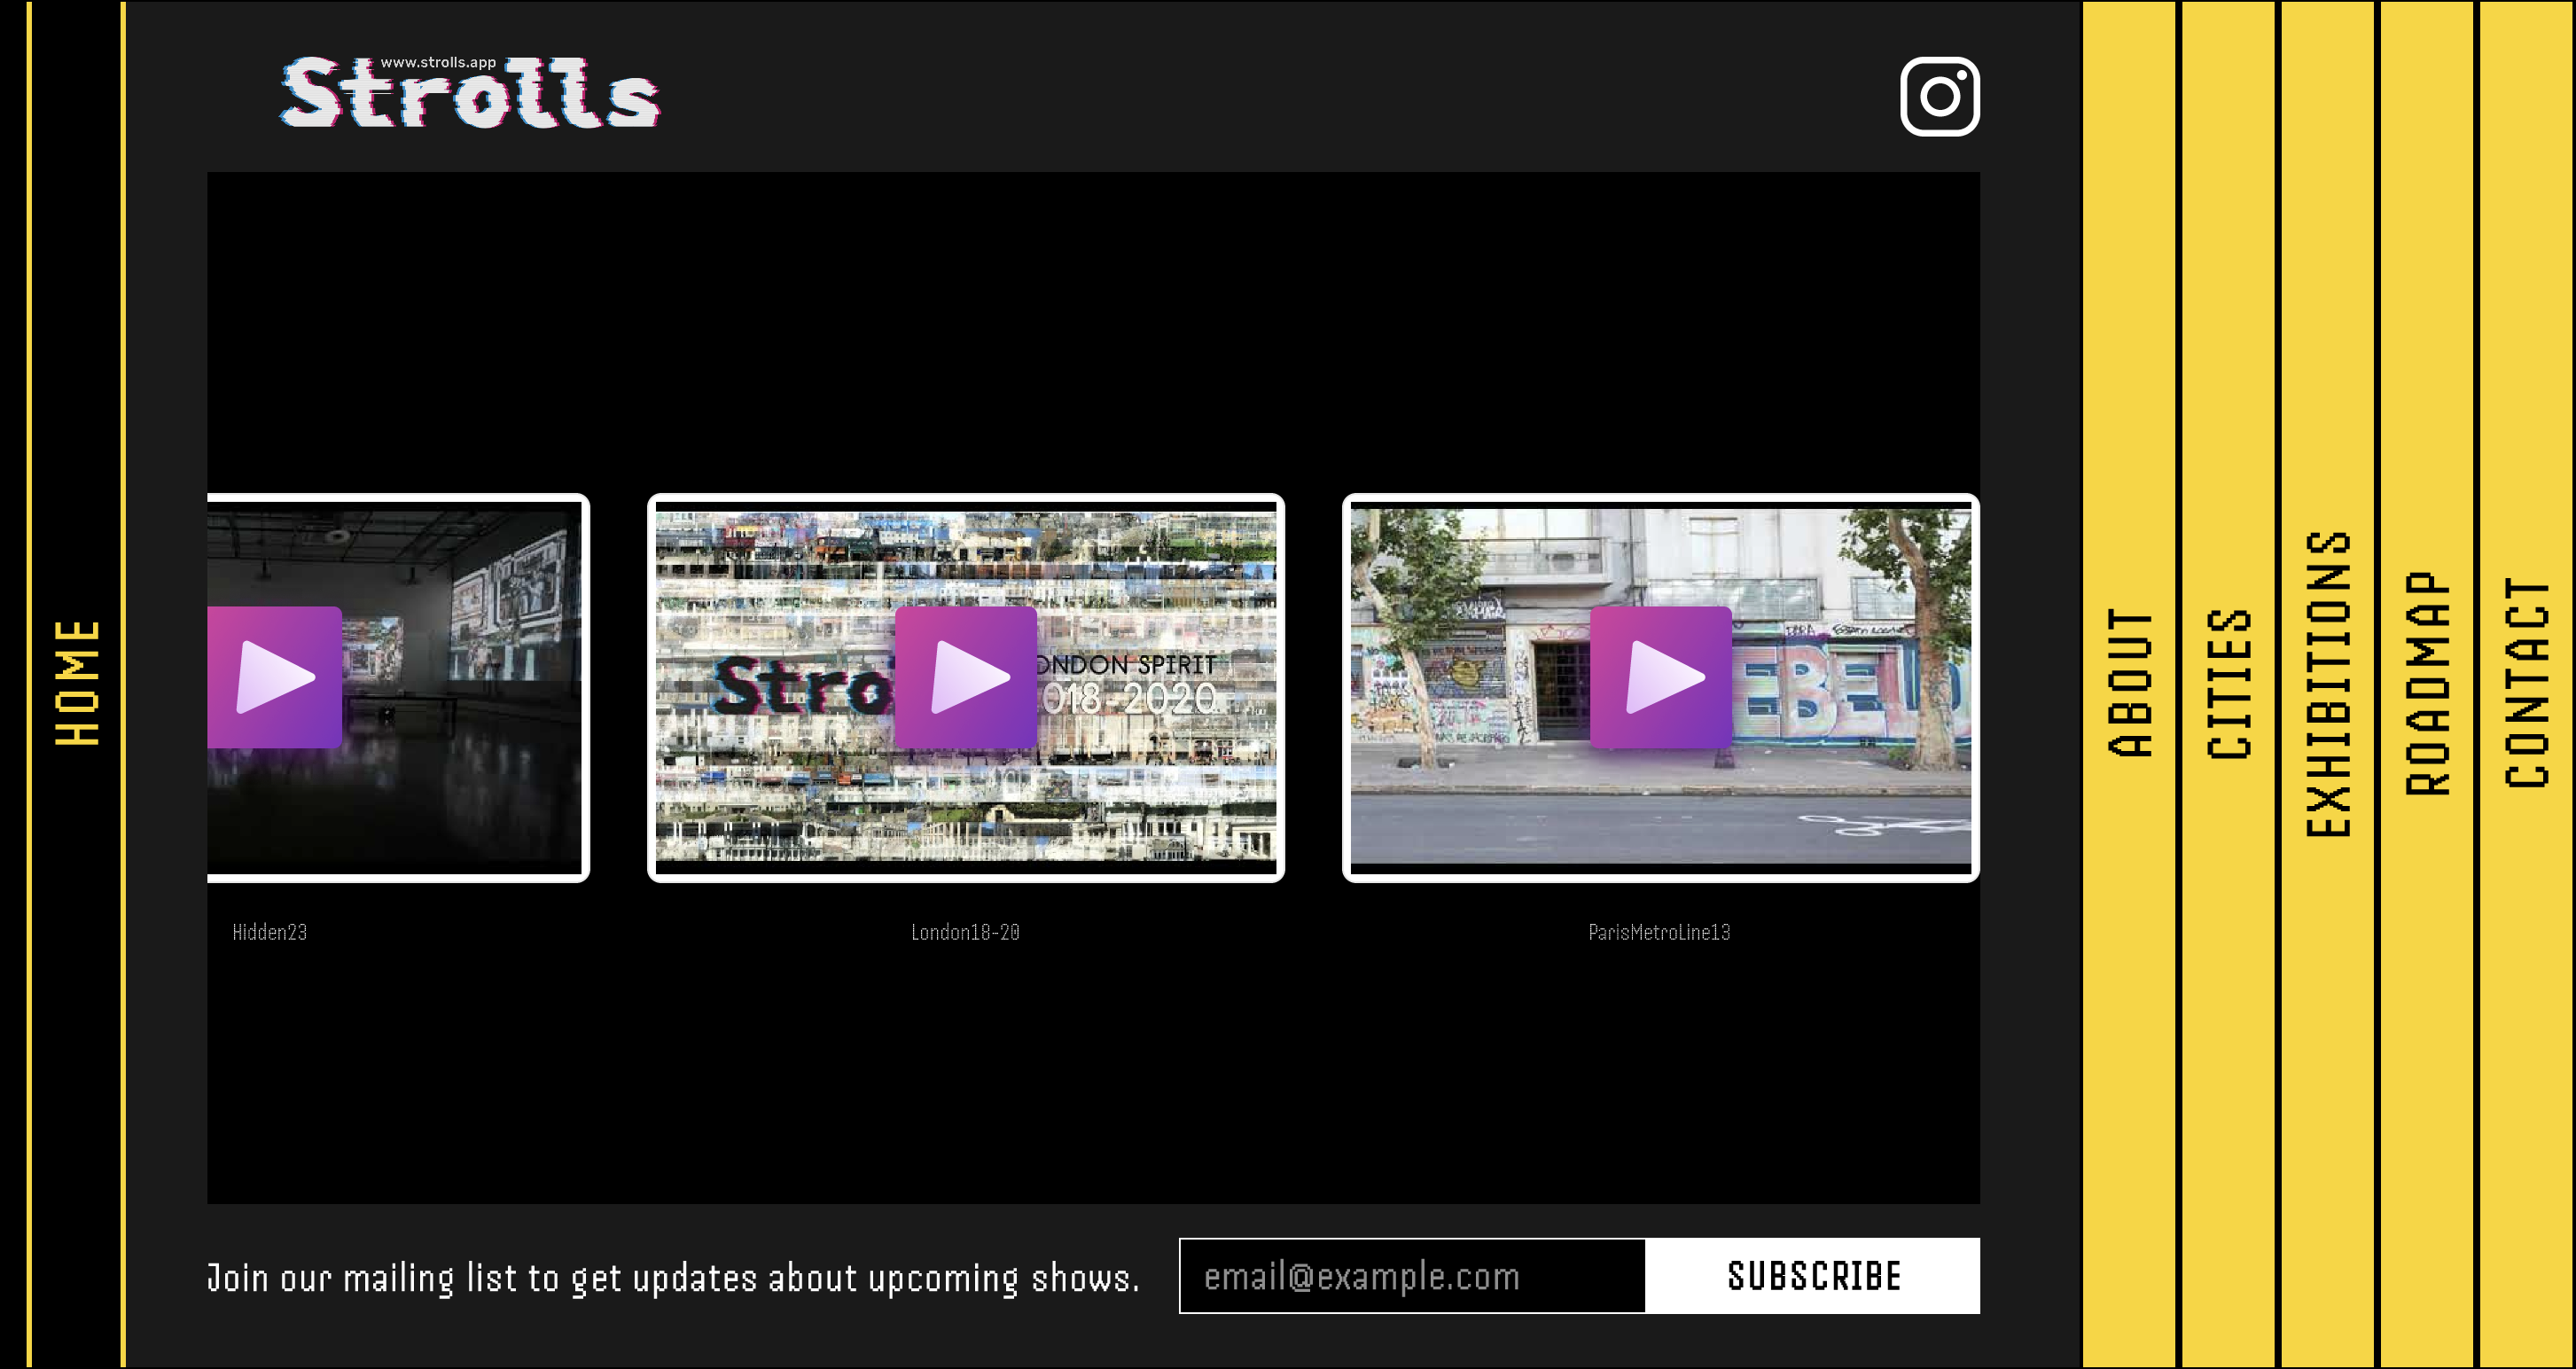 HOME
www.strolls.app
Strolls
Stro
ONDON SPIRIT
018-2020
EBEL
Hidden23
London18-20
ParisMetroLine13
Join our mailing list to get updates about upcoming shows.
email@example.com
SUBSCRIBE
ABOUT
CITIES
EXHIBITIONS
ROADMAP
CONTACT